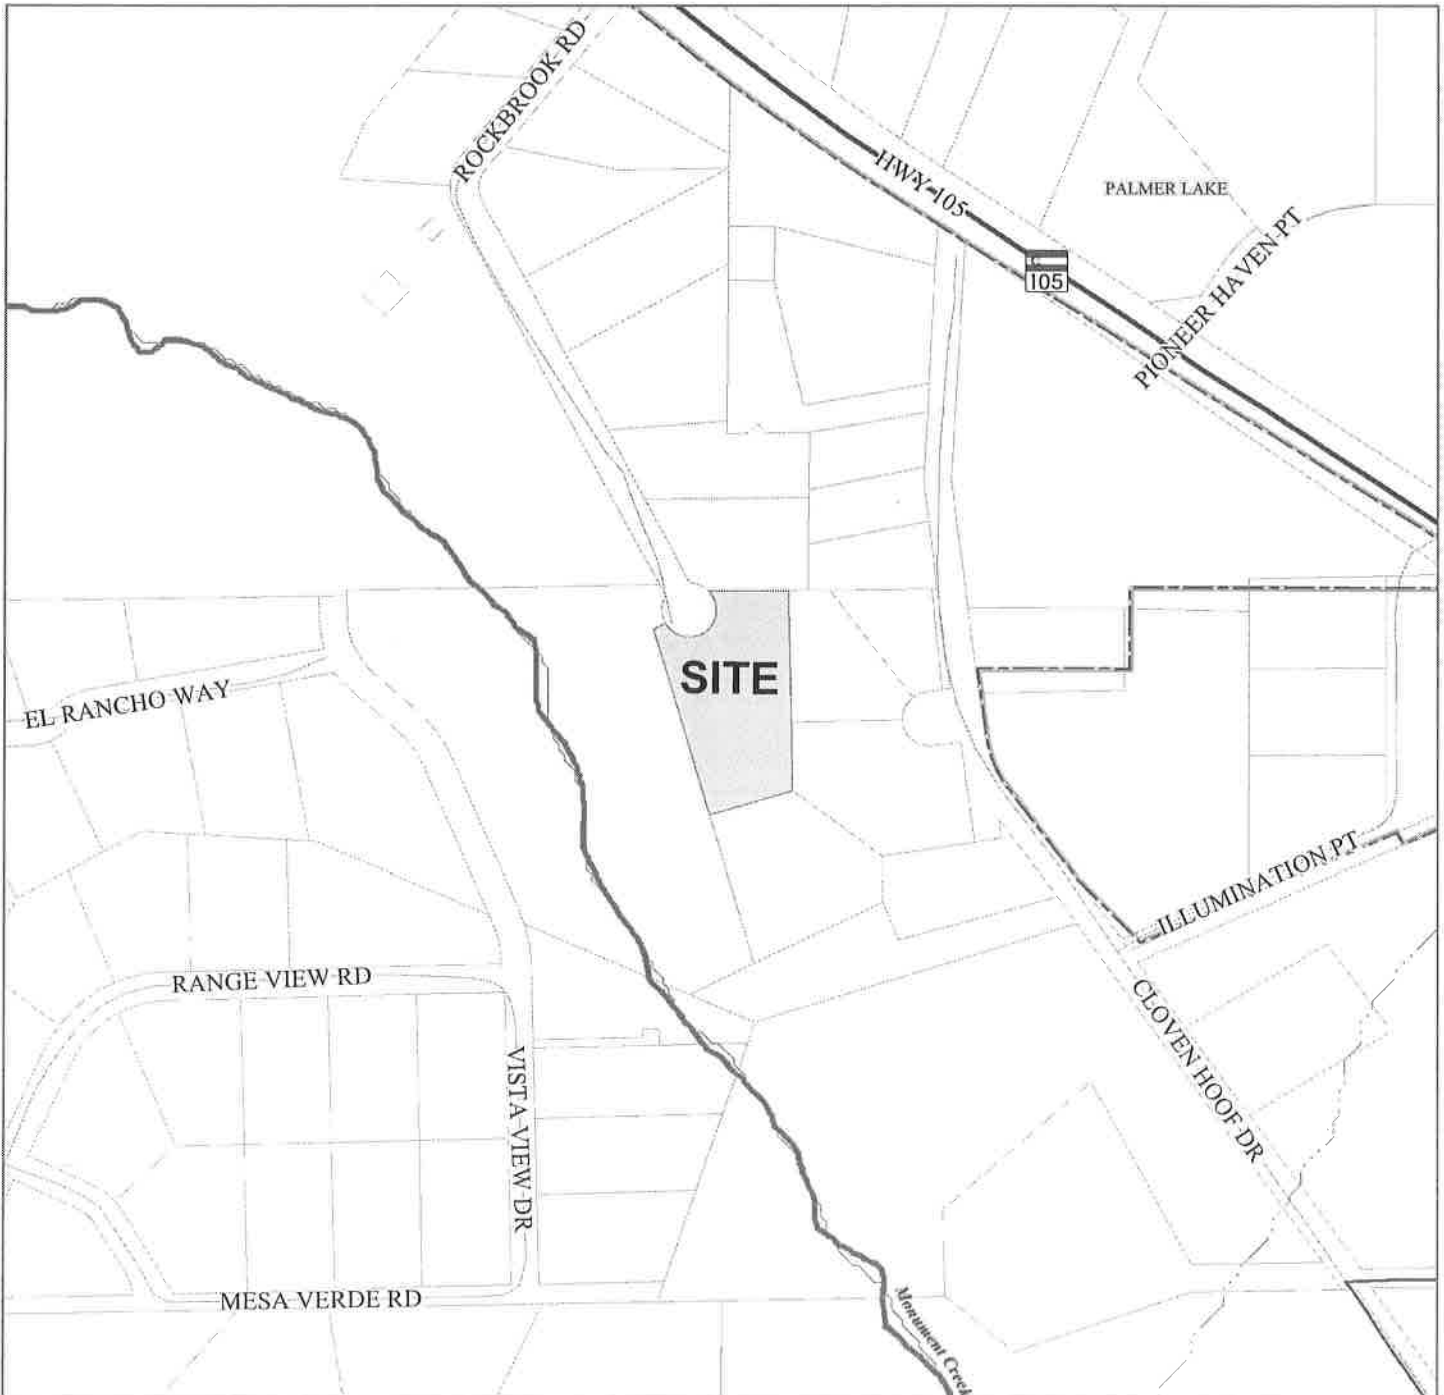 ROCKBROOK RD
HWY 105
PALMER LAKE
C
105
PIONEER HAVEN PT
SITE
EL RANCHO WAY
ILLUMINATION PT
RANGE VIEW RD
CLOVEN HOOF DR
VISTA VIEW DR
MESA VERDE RD
Monument Creek